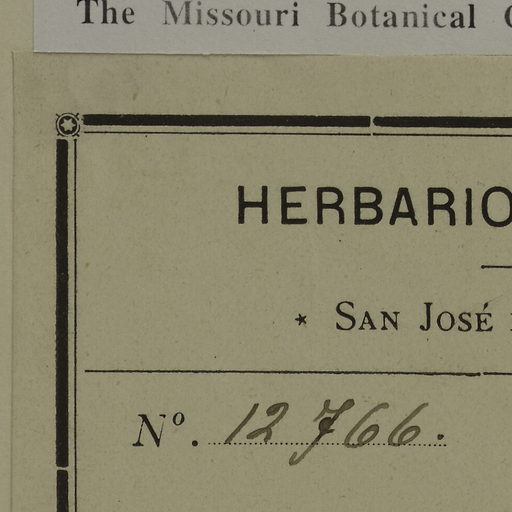 The Missouri Botanical
HERBARIO
* San José
Nº. 12766.